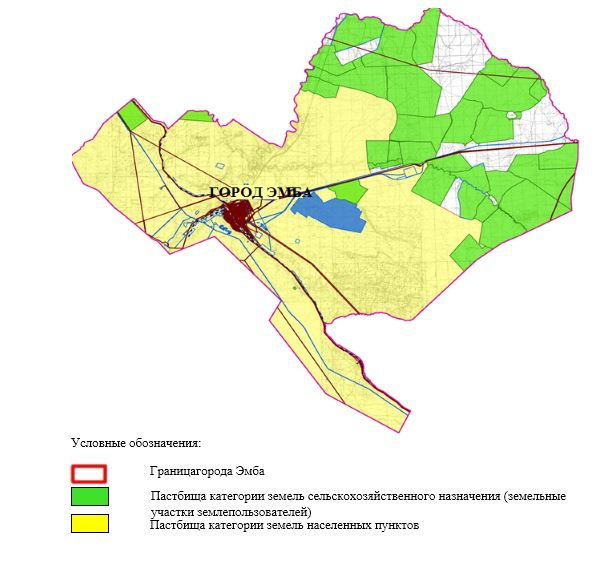 ГОРОД ЭМБА
Условные обозначения:
Границагорода Эмба
Пастбища категории земель сельскохозяйственного назначения (земельные
участки землепользователей)
Пастбища категории земель населенных пунктов